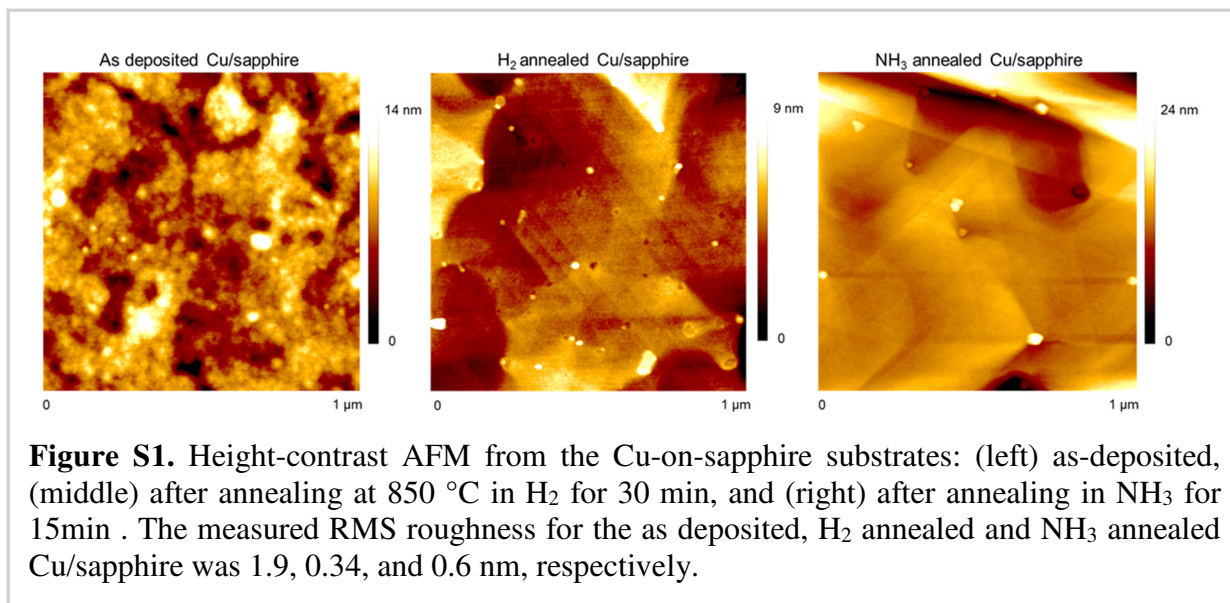 As deposited Cu/sapphire
H₂ annealed Cu/sapphire
NH₃ annealed Cu/sapphire
14 nm
0
9 nm
0
24 nm
0
0 1 µm
0 1 µm
0 1 µm
Figure S1. Height-contrast AFM from the Cu-on-sapphire substrates: (left) as-deposited,
(middle) after annealing at 850 °C in H₂ for 30 min, and (right) after annealing in NH₃ for
15min . The measured RMS roughness for the as deposited, H₂ annealed and NH₃ annealed
Cu/sapphire was 1.9, 0.34, and 0.6 nm, respectively.